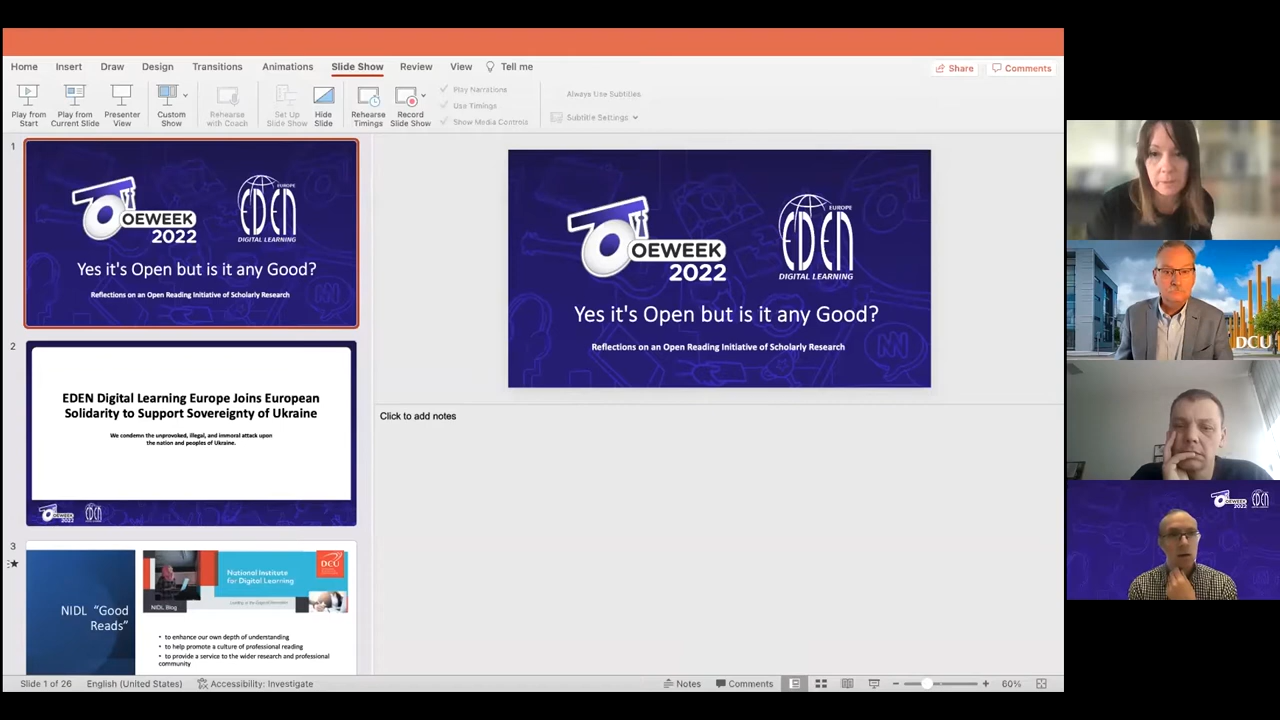 Home Insert Draw Design Transitions Animations Slide Show Review View Tell me
Share Comments
Play from Start
Play from Current Slide
Presenter View
Custom Show
Rehearse with Coach
Set Up Slide Show
Hide Slide
Rehearse Timings
Record Slide Show
Play Narrations
Use Timings
Show Media Controls
Always Use Subtitles
Subtitle Settings
1
OEWEEK
2022
EUROPE
EDEN
DIGITAL LEARNING
Yes it's Open but is it any Good?
Reflections on an Open Reading Initiative of Scholarly Research
2
EDEN Digital Learning Europe Joins European
Solidarity to Support Sovereignty of Ukraine
We condemn the unprovoked, illegal, and immoral attack upon
the nation and peoples of Ukraine.
OEWEEK
2022
EDEN
3
NIDL "Good
Reads"
National Institute
for Digital Learning
DCU
NIDL Blog
• to enhance our own depth of understanding
• to help promote a culture of professional reading
• to provide a service to the wider research and professional
community
OEWEEK
2022
EUROPE
EDEN
DIGITAL LEARNING
Yes it's Open but is it any Good?
Reflections on an Open Reading Initiative of Scholarly Research
Click to add notes
DCU
OEWEEK
2022
EDEN
Slide 1 of 26 English (United States) Accessibility: Investigate
Notes Comments 60%